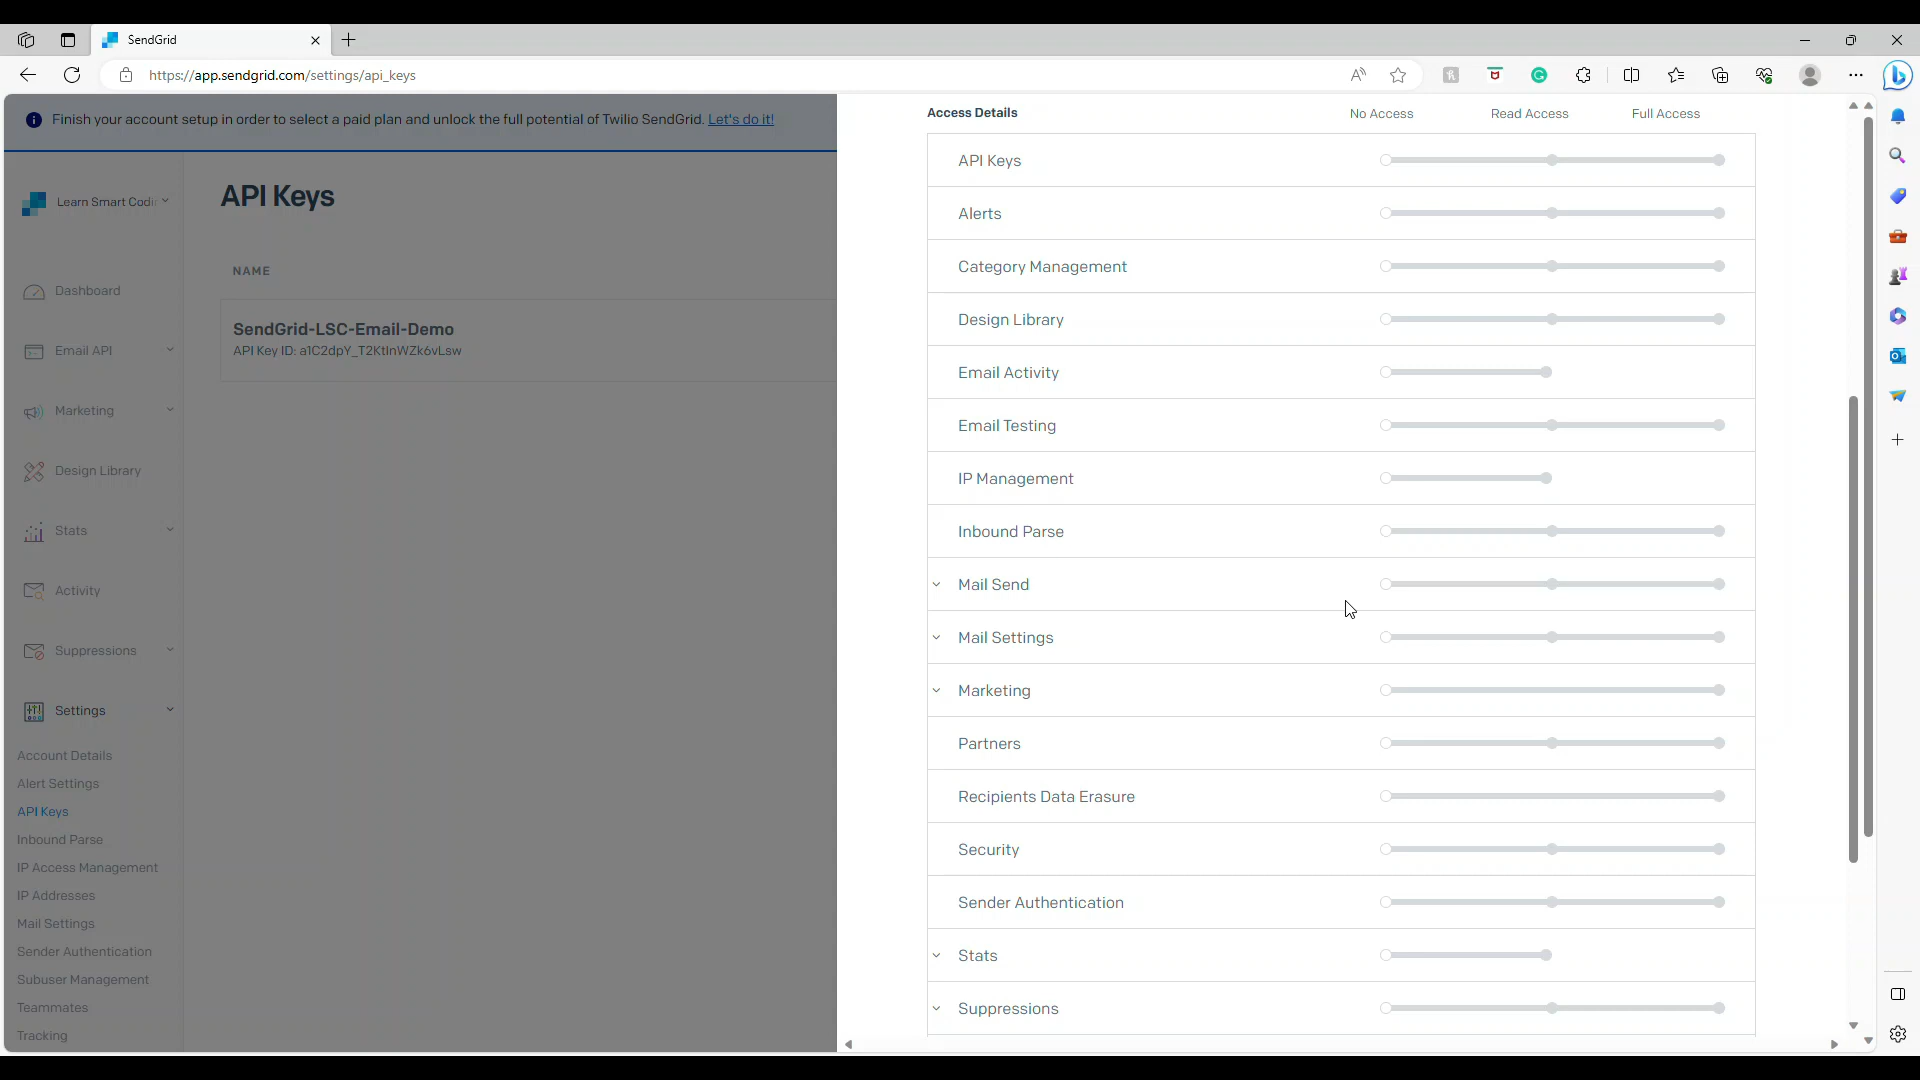 SendGrid
https://app.sendgrid.com/settings/api_keys
Finish your account setup in order to select a paid plan and unlock the full potential of Twilio SendGrid. Let's do it!
Learn Smart Codi
API Keys
NAME
SendGrid-LSC-Email-Demo
API Key ID: alC2dpY_T2KtlnWZk6vLsw
Dashboard
Email API
Marketing
Design Library
Stats
Activity
Suppressions
Settings
Account Details
Alert Settings
API Keys
Inbound Parse
IP Access Management
IP Addresses
Mail Settings
Sender Authentication
Subuser Management
Teammates
Tracking
Access Details No Access Read Access Full Access
API Keys
Alerts
Category Management
Design Library
Email Activity
Email Testing
IP Management
Inbound Parse
Mail Send
Mail Settings
Marketing
Partners
Recipients Data Erasure
Security
Sender Authentication
Stats
Suppressions